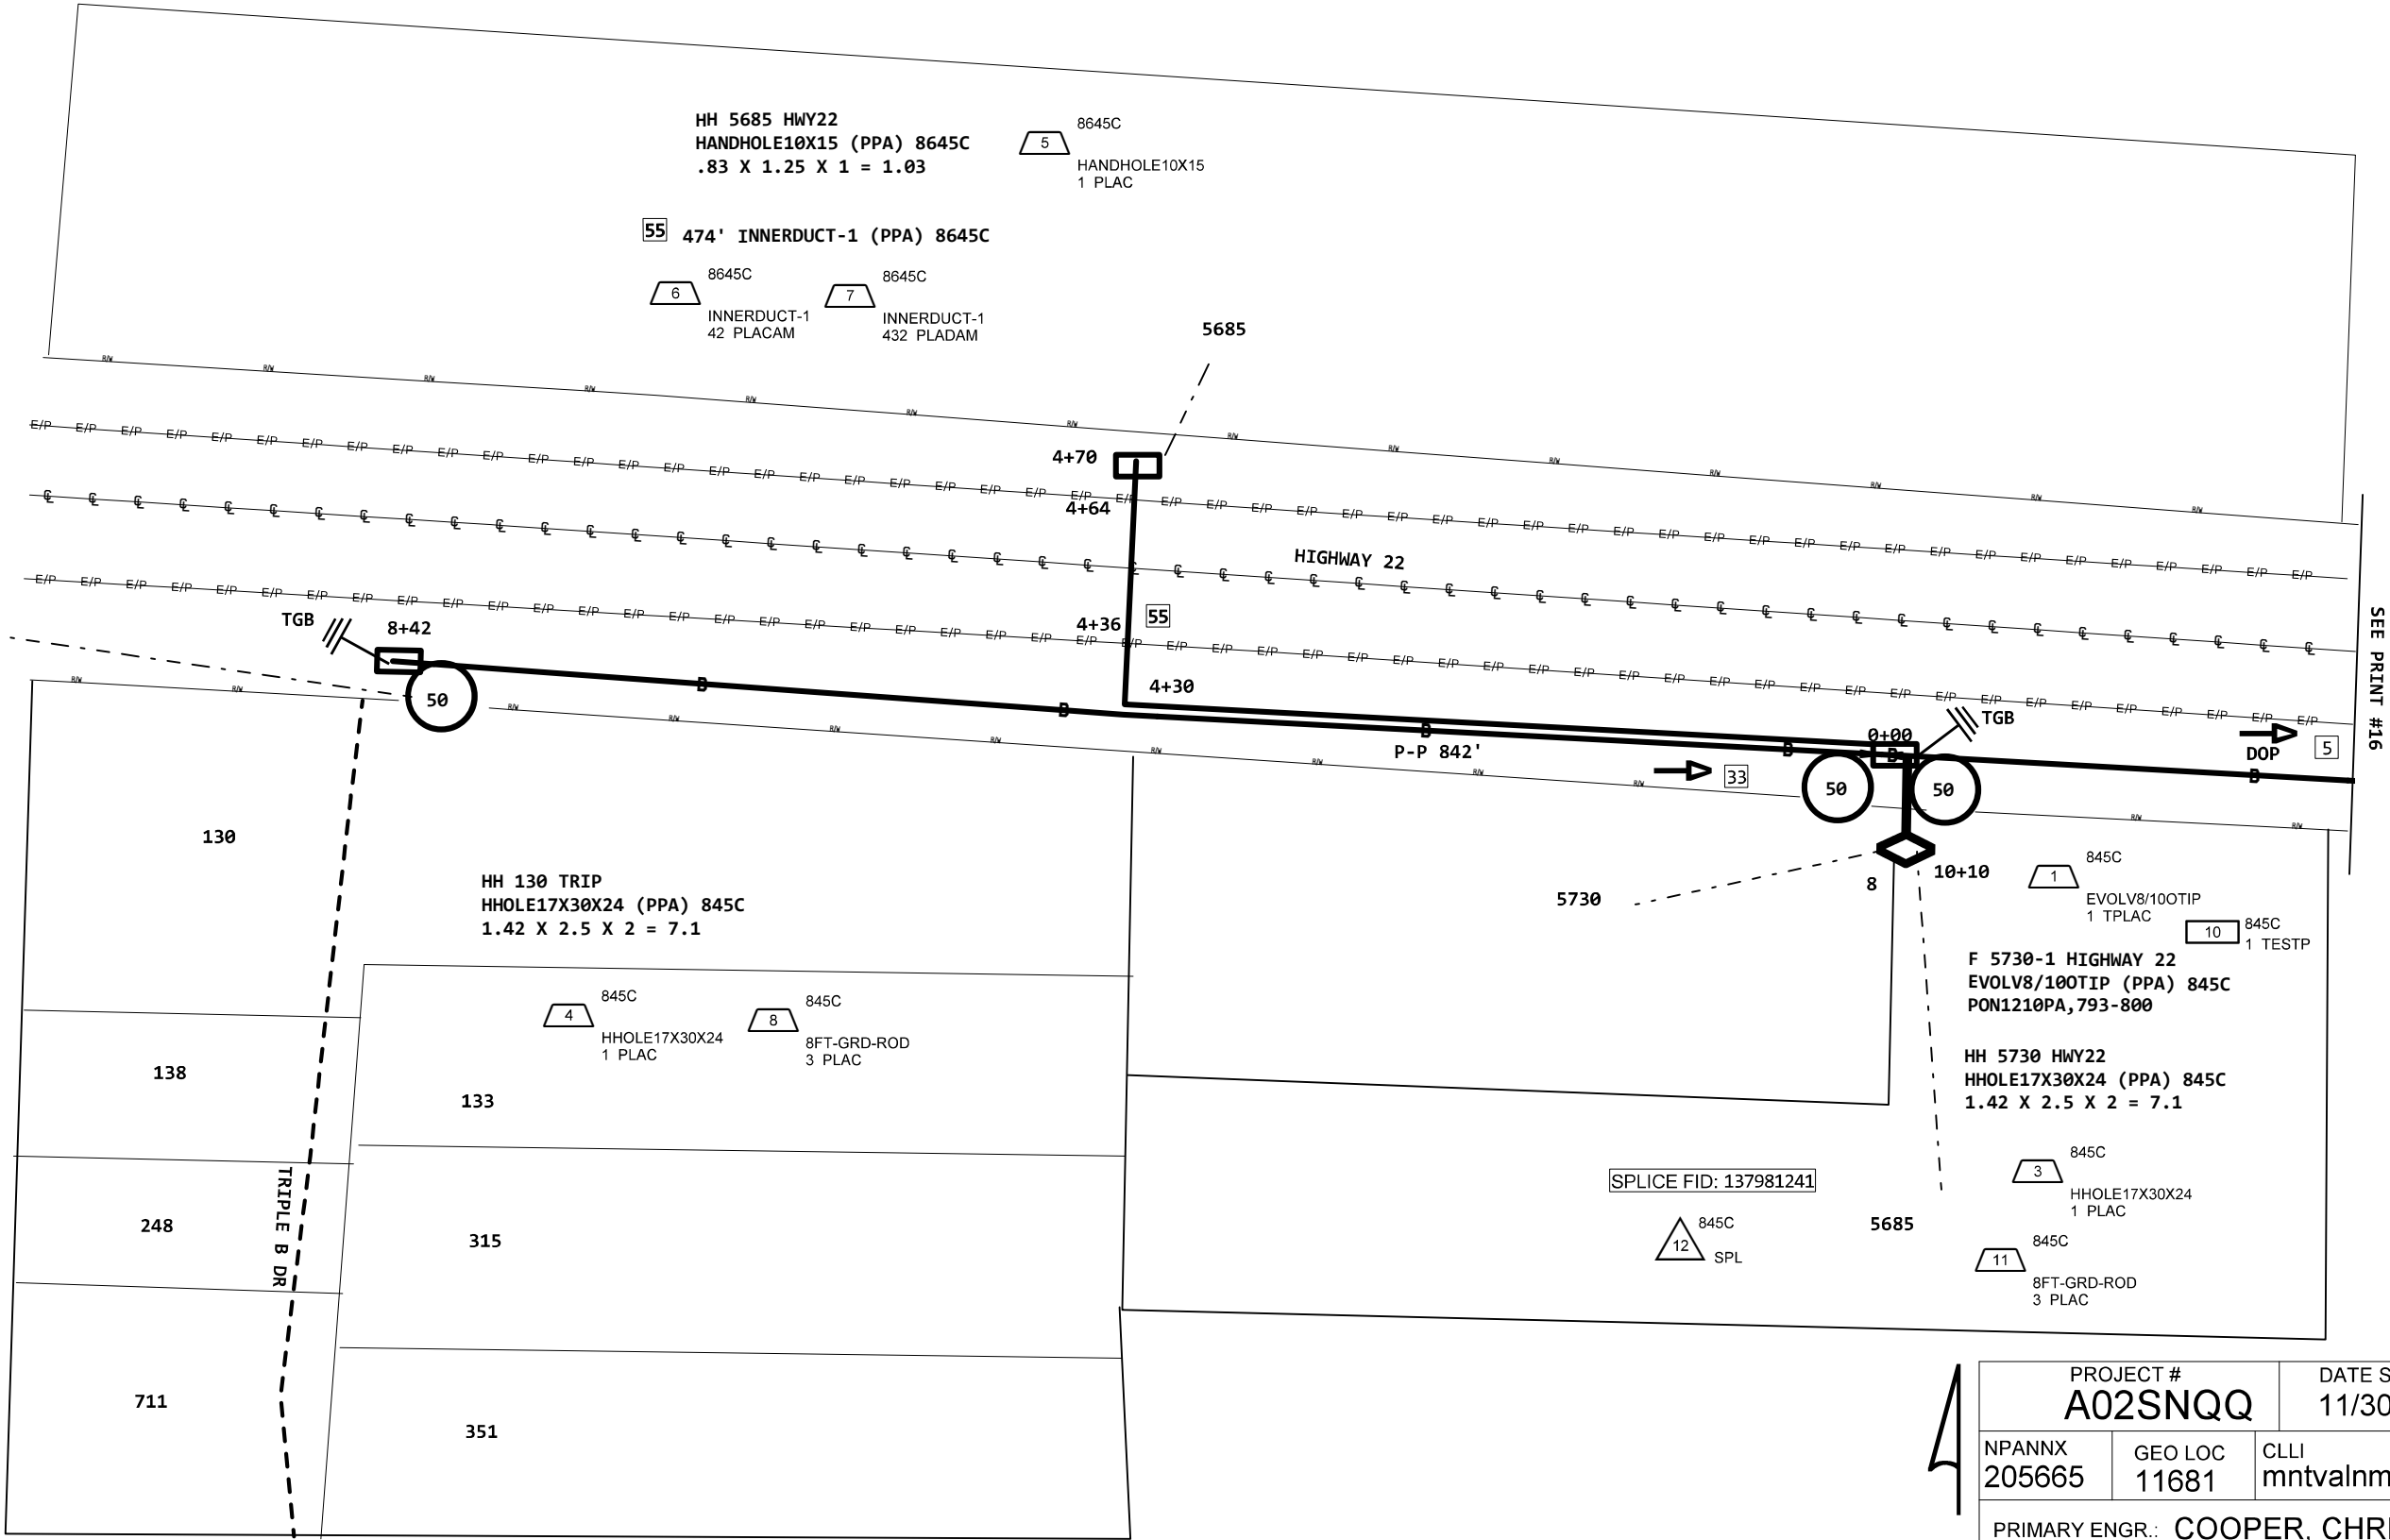 HH 5685 HWY22
HANDHOLE10X15 (PPA) 8645C
.83 X 1.25 X 1 = 1.03
5
8645C
HANDHOLE10X15
1 PLAC
55
474' INNERDUCT-1 (PPA) 8645C
6
8645C
INNERDUCT-1
42 PLACAM
7
8645C
INNERDUCT-1
432 PLADAM
5685
R/W R/W R/W R/W R/W R/W R/W R/W R/W R/W R/W R/W R/W R/W
4+70
E/P E/P E/P E/P E/P E/P E/P E/P E/P E/P E/P E/P E/P E/P E/P E/P E/P E/P E/P E/P E/P E/P E/P E/P E/P E/P E/P E/P E/P E/P E/P E/P E/P E/P E/P E/P E/P E/P E/P E/P E/P E/P E/P E/P E/P E/P E/P E/P E/P E/P E/P
4+64
HIGHWAY 22
55
4+36
E/P E/P E/P E/P E/P E/P E/P E/P E/P E/P E/P E/P E/P E/P E/P E/P E/P E/P E/P E/P E/P E/P E/P E/P E/P E/P E/P E/P E/P E/P E/P E/P E/P E/P E/P E/P E/P E/P E/P E/P E/P E/P E/P E/P E/P E/P E/P E/P E/P E/P E/P
TGB
8+42
50
B B B B B B
4+30
P-P 842'
33
0+00
TGB
50
50
DOP
5
SEE PRINT #16
R/W R/W R/W R/W R/W R/W R/W R/W R/W R/W R/W R/W
130
HH 130 TRIP
HHOLE17X30X24 (PPA) 845C
1.42 X 2.5 X 2 = 7.1
5730
8
10+10
1
845C
EVOLV8/10OTIP
1 TPLAC
10
845C
1 TESTP
F 5730-1 HIGHWAY 22
EVOLV8/10OTIP (PPA) 845C
PON1210PA,793-800
4
845C
HHOLE17X30X24
1 PLAC
8
845C
8FT-GRD-ROD
3 PLAC
138
133
HH 5730 HWY22
HHOLE17X30X24 (PPA) 845C
1.42 X 2.5 X 2 = 7.1
3
845C
HHOLE17X30X24
1 PLAC
SPLICE FID: 137981241
12
845C
SPL
5685
11
845C
8FT-GRD-ROD
3 PLAC
248
TRIPLE B DR
315
711
351
PROJECT #
A02SNQQ
DATE S
11/30
NPANNX
205665
GEO LOC
11681
CLLI
mntvalnm
PRIMARY ENGR.: COOPER, CHRI